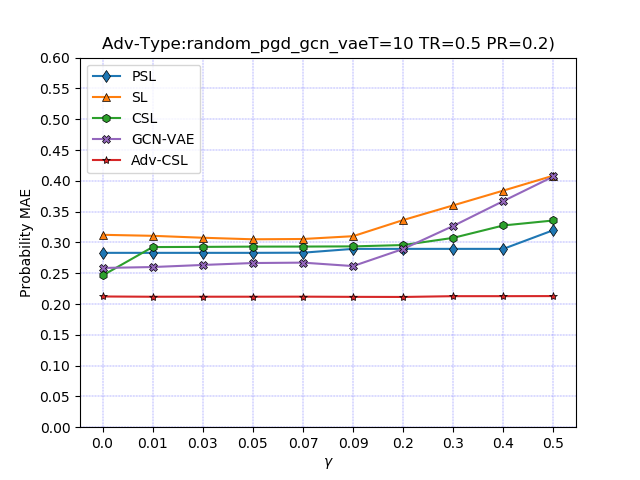 Adv-Type:random_pgd_gcn_vaeT=10 TR=0.5 PR=0.2)
Probability MAE
0.60
0.55
0.50
0.45
0.40
0.35
0.30
0.25
0.20
0.15
0.10
0.05
0.00
PSL
SL
CSL
GCN-VAE
Adv-CSL
0.0 0.01 0.03 0.05 0.07 0.09 0.2 0.3 0.4 0.5
γ